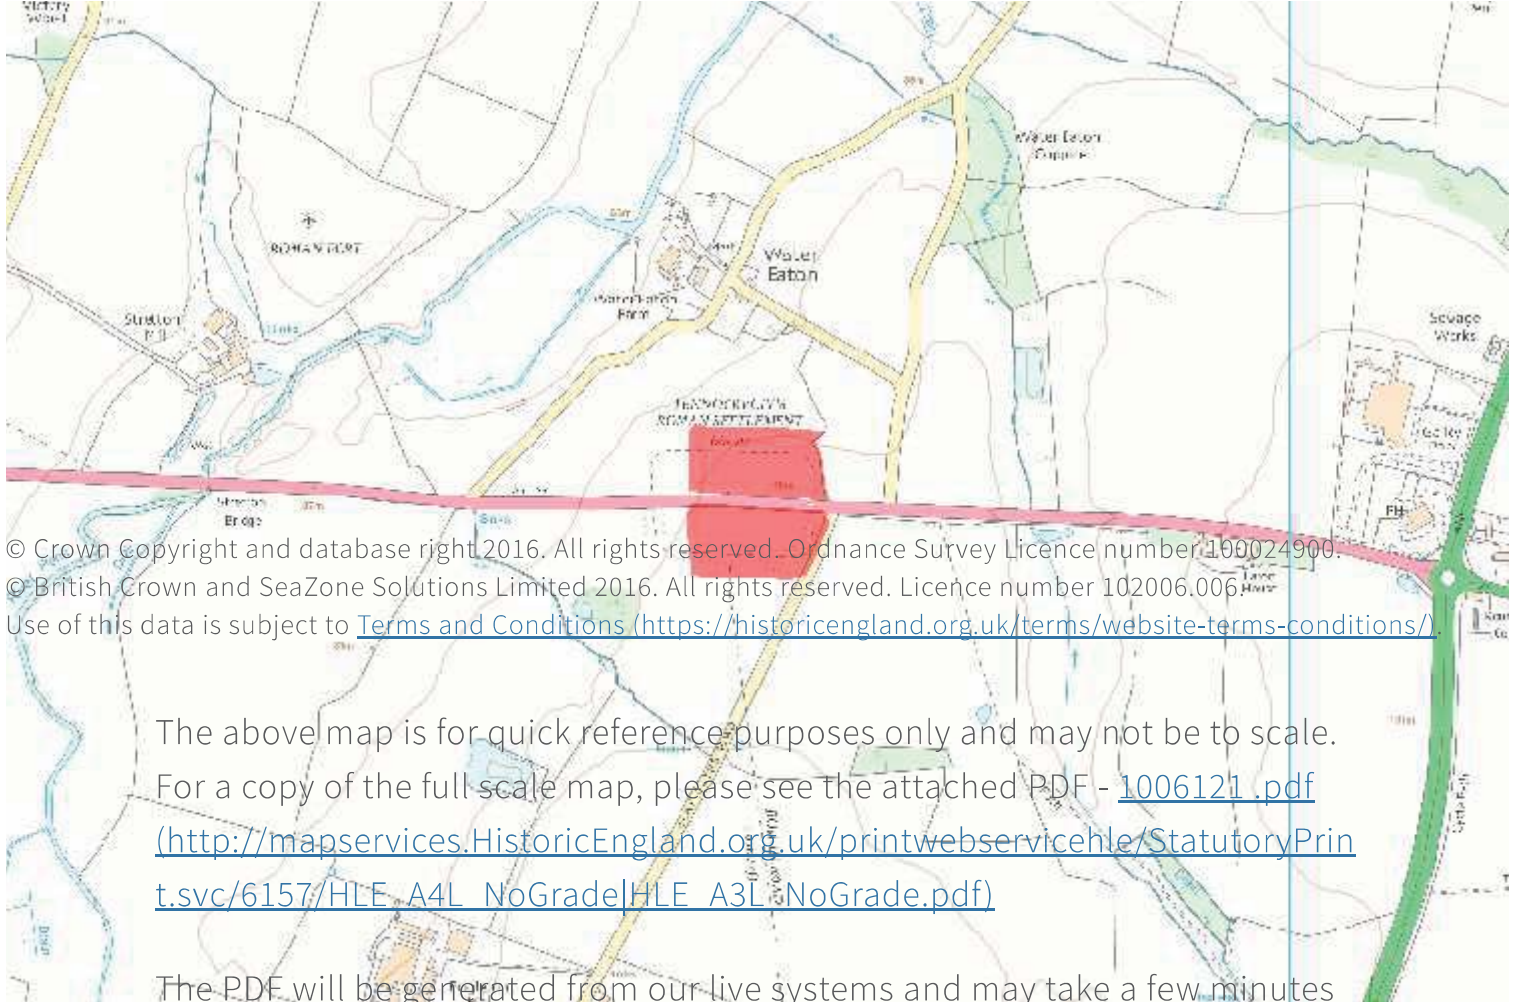 Water Eaton
Coppice
ROMAN FORT
Water
Eaton
Water Eaton
Farm
Stretton
Mill
Sewage
Works
ROMAN SETTLEMENT
Stretton
Bridge
© Crown Copyright and database right 2016. All rights reserved. Ordnance Survey Licence number 100024900.
© British Crown and SeaZone Solutions Limited 2016. All rights reserved. Licence number 102006.006.
Use of this data is subject to Terms and Conditions (https://historicengland.org.uk/terms/website-terms-conditions/).
The above map is for quick reference purposes only and may not be to scale.
For a copy of the full scale map, please see the attached PDF - 1006121 .pdf
(http://mapservices.HistoricEngland.org.uk/printwebservicehle/StatutoryPrin
t.svc/6157/HLE_A4L_NoGrade|HLE_A3L_NoGrade.pdf)
The PDF will be generated from our live systems and may take a few minutes